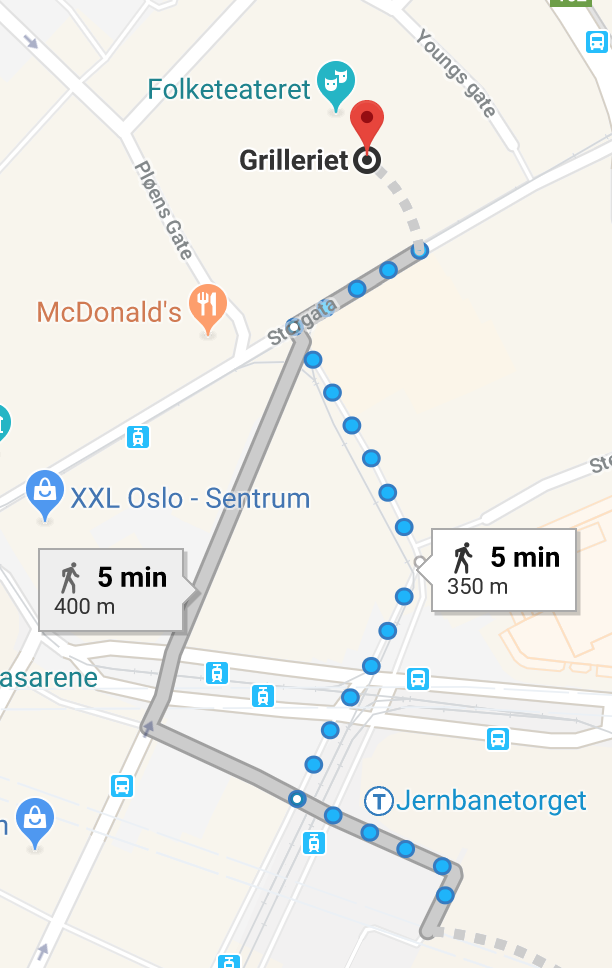 Youngs gate
Folketeateret
Grilleriet
Pløens Gate
McDonald's
Storgata
XXL Oslo - Sentrum
5 min
350 m
5 min
400 m
asarene
T Jernbanetorget